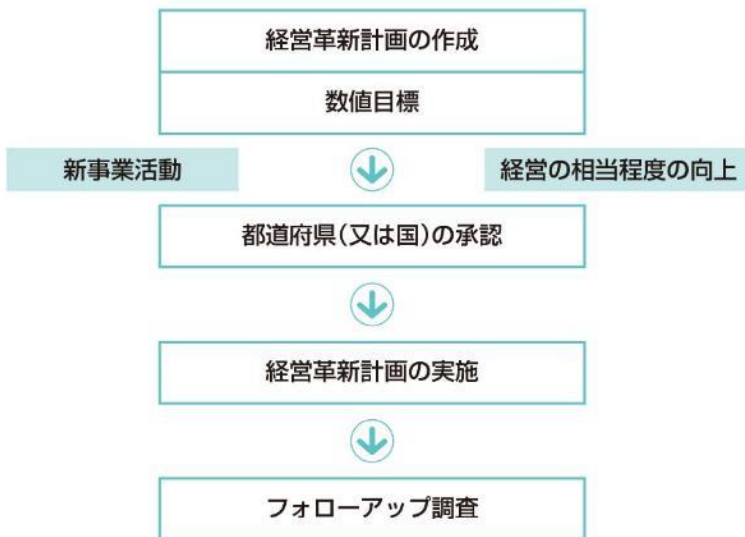 経営革新計画の作成
数値目標
新事業活動
経営の相当程度の向上
都道府県(又は国)の承認
経営革新計画の実施
フォローアップ調査